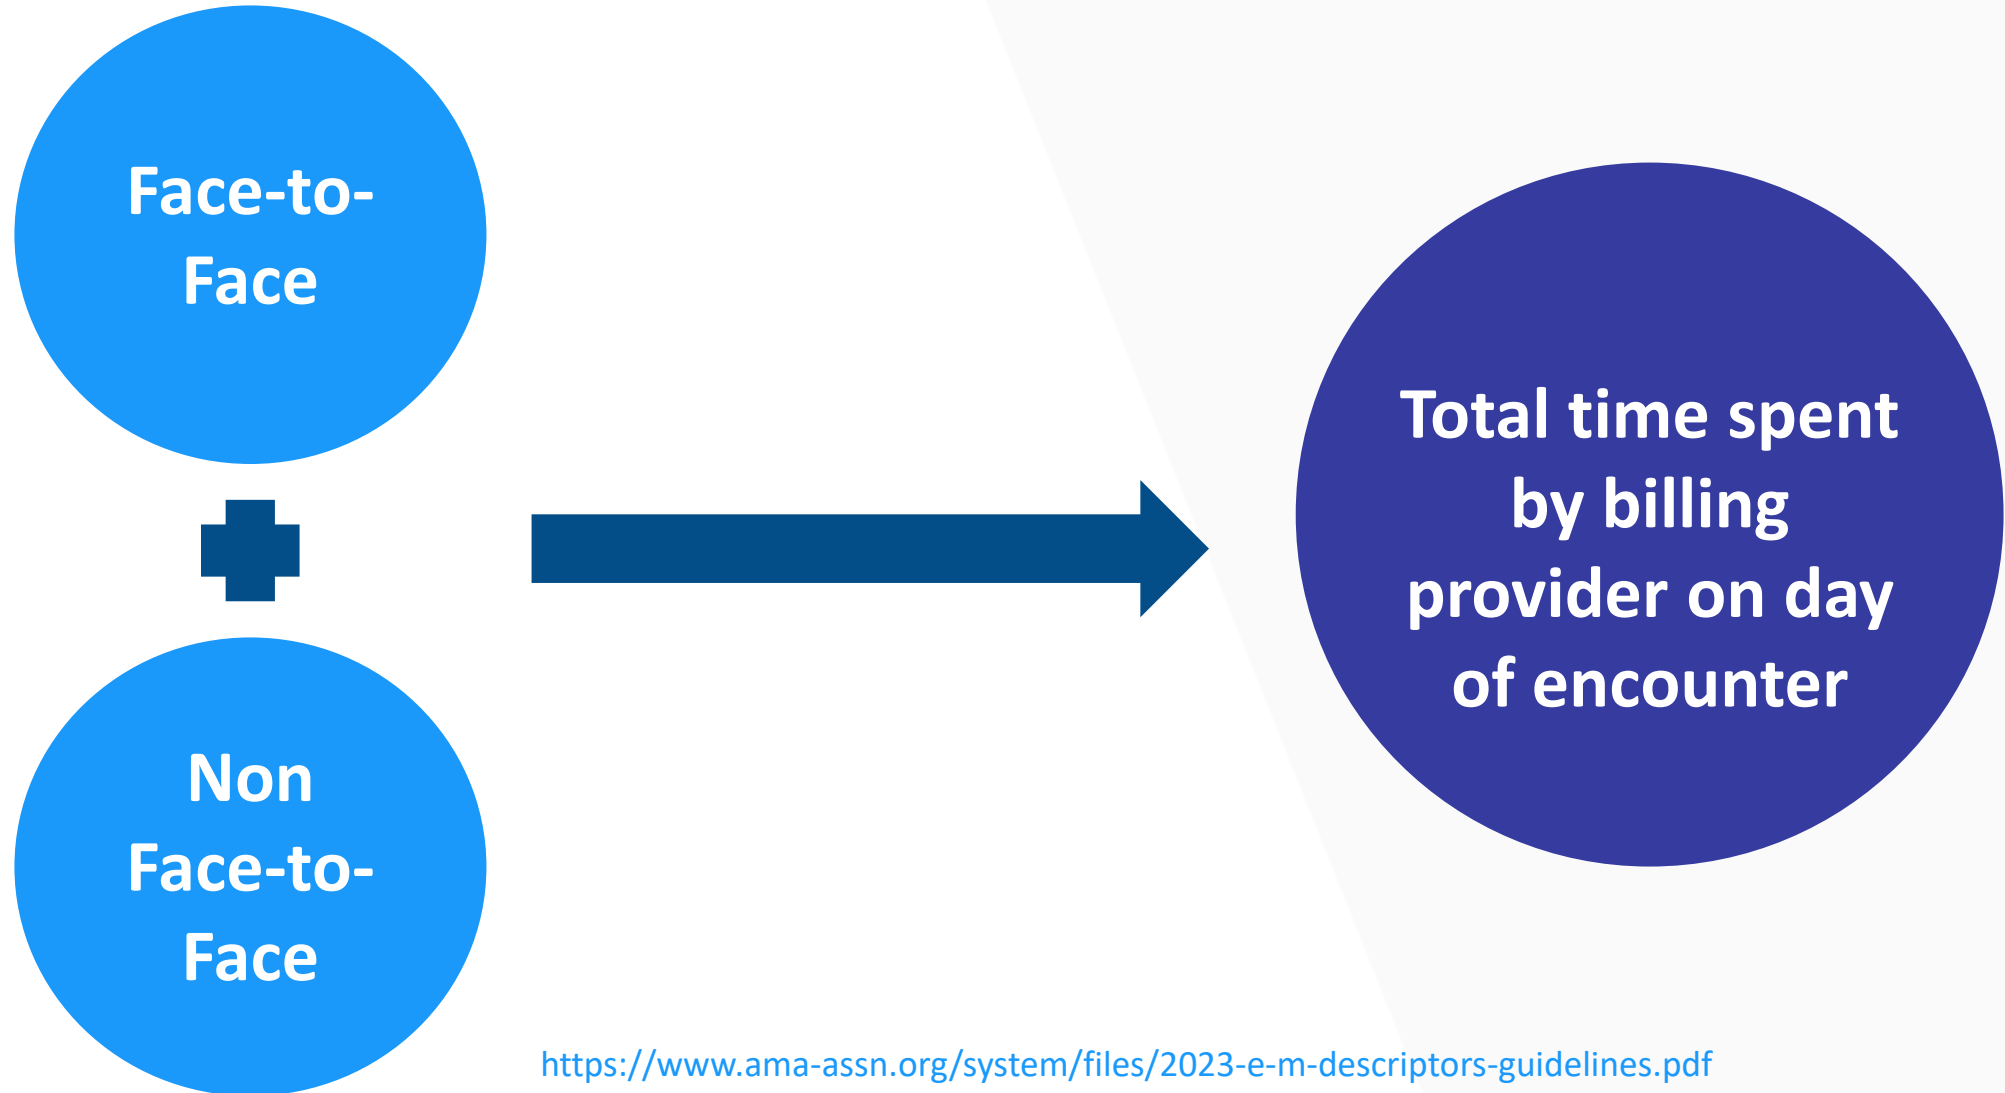 Face-to-
Face
Non
Face-to-
Face
Total time spent
by billing
provider on day
of encounter
https://www.ama-assn.org/system/files/2023-e-m-descriptors-guidelines.pdf